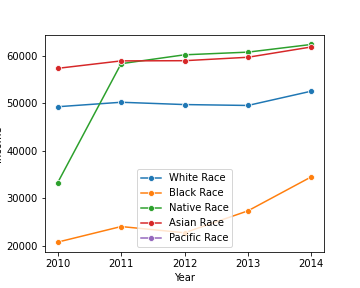 60000
50000
40000
30000
20000
White Race
Black Race
Native Race
Asian Race
Pacific Race
2010
2011
2012
2013
2014
Year